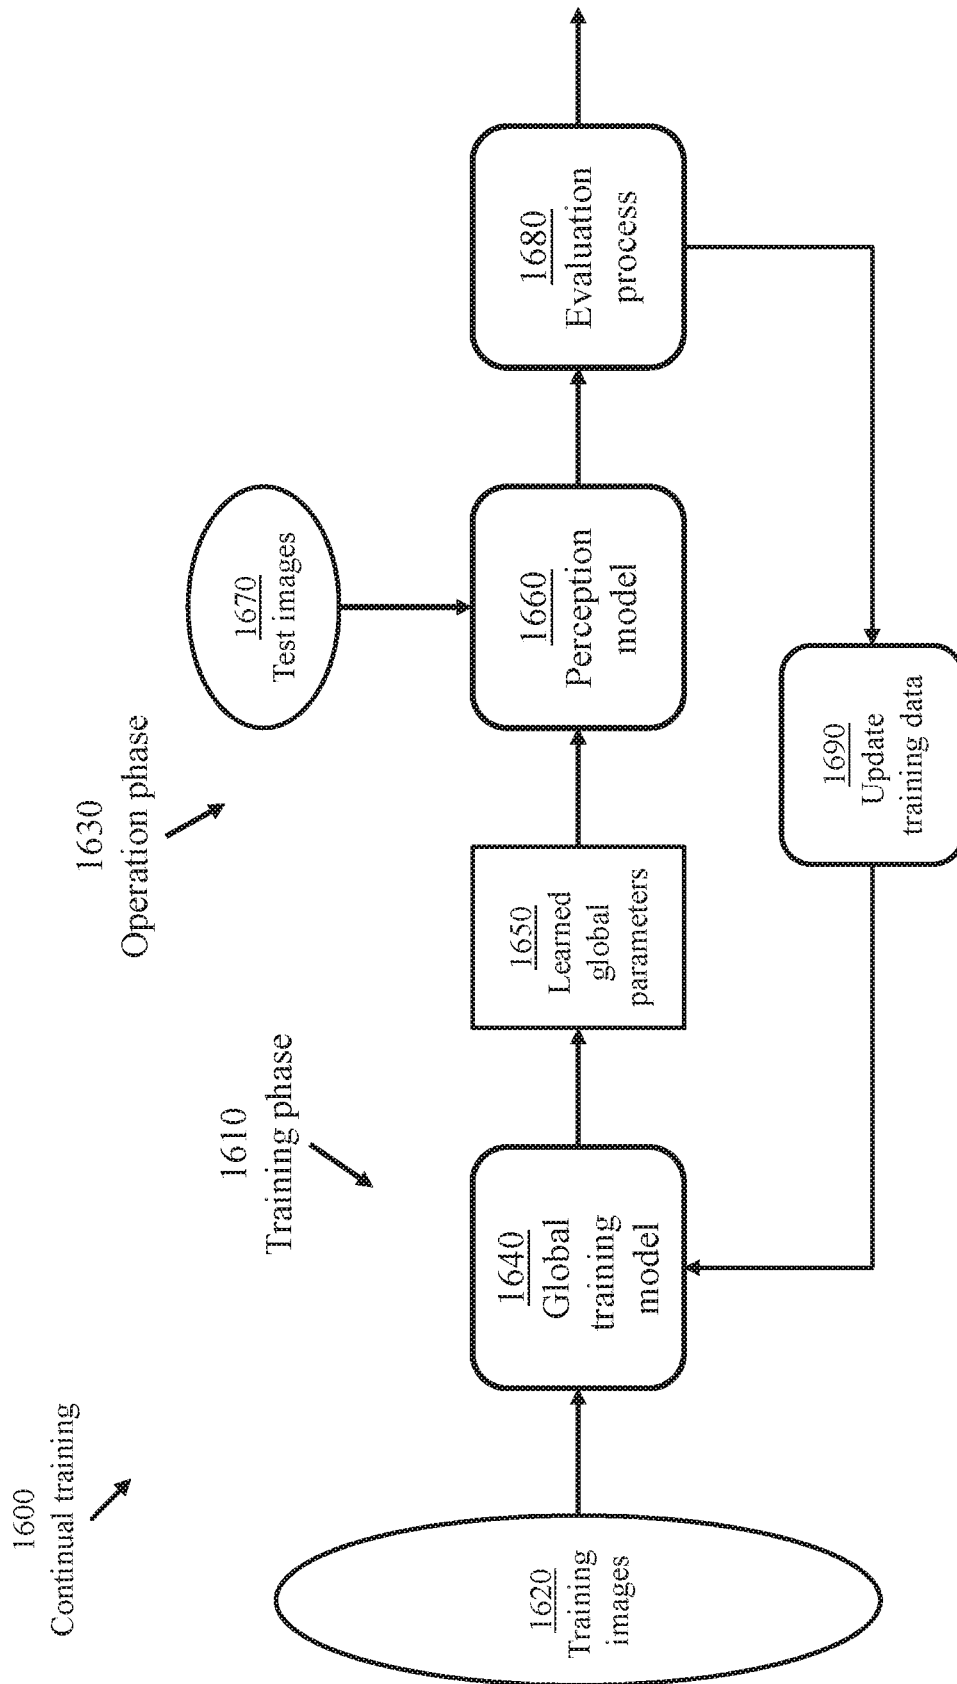 1600
Continual training
1610
Training phase
1630
Operation phase
1620
Training
images
1640
Global
training
model
1650
Learned
global
parameters
1660
Perception
model
1670
Test images
1680
Evaluation
process
1690
Update
training data